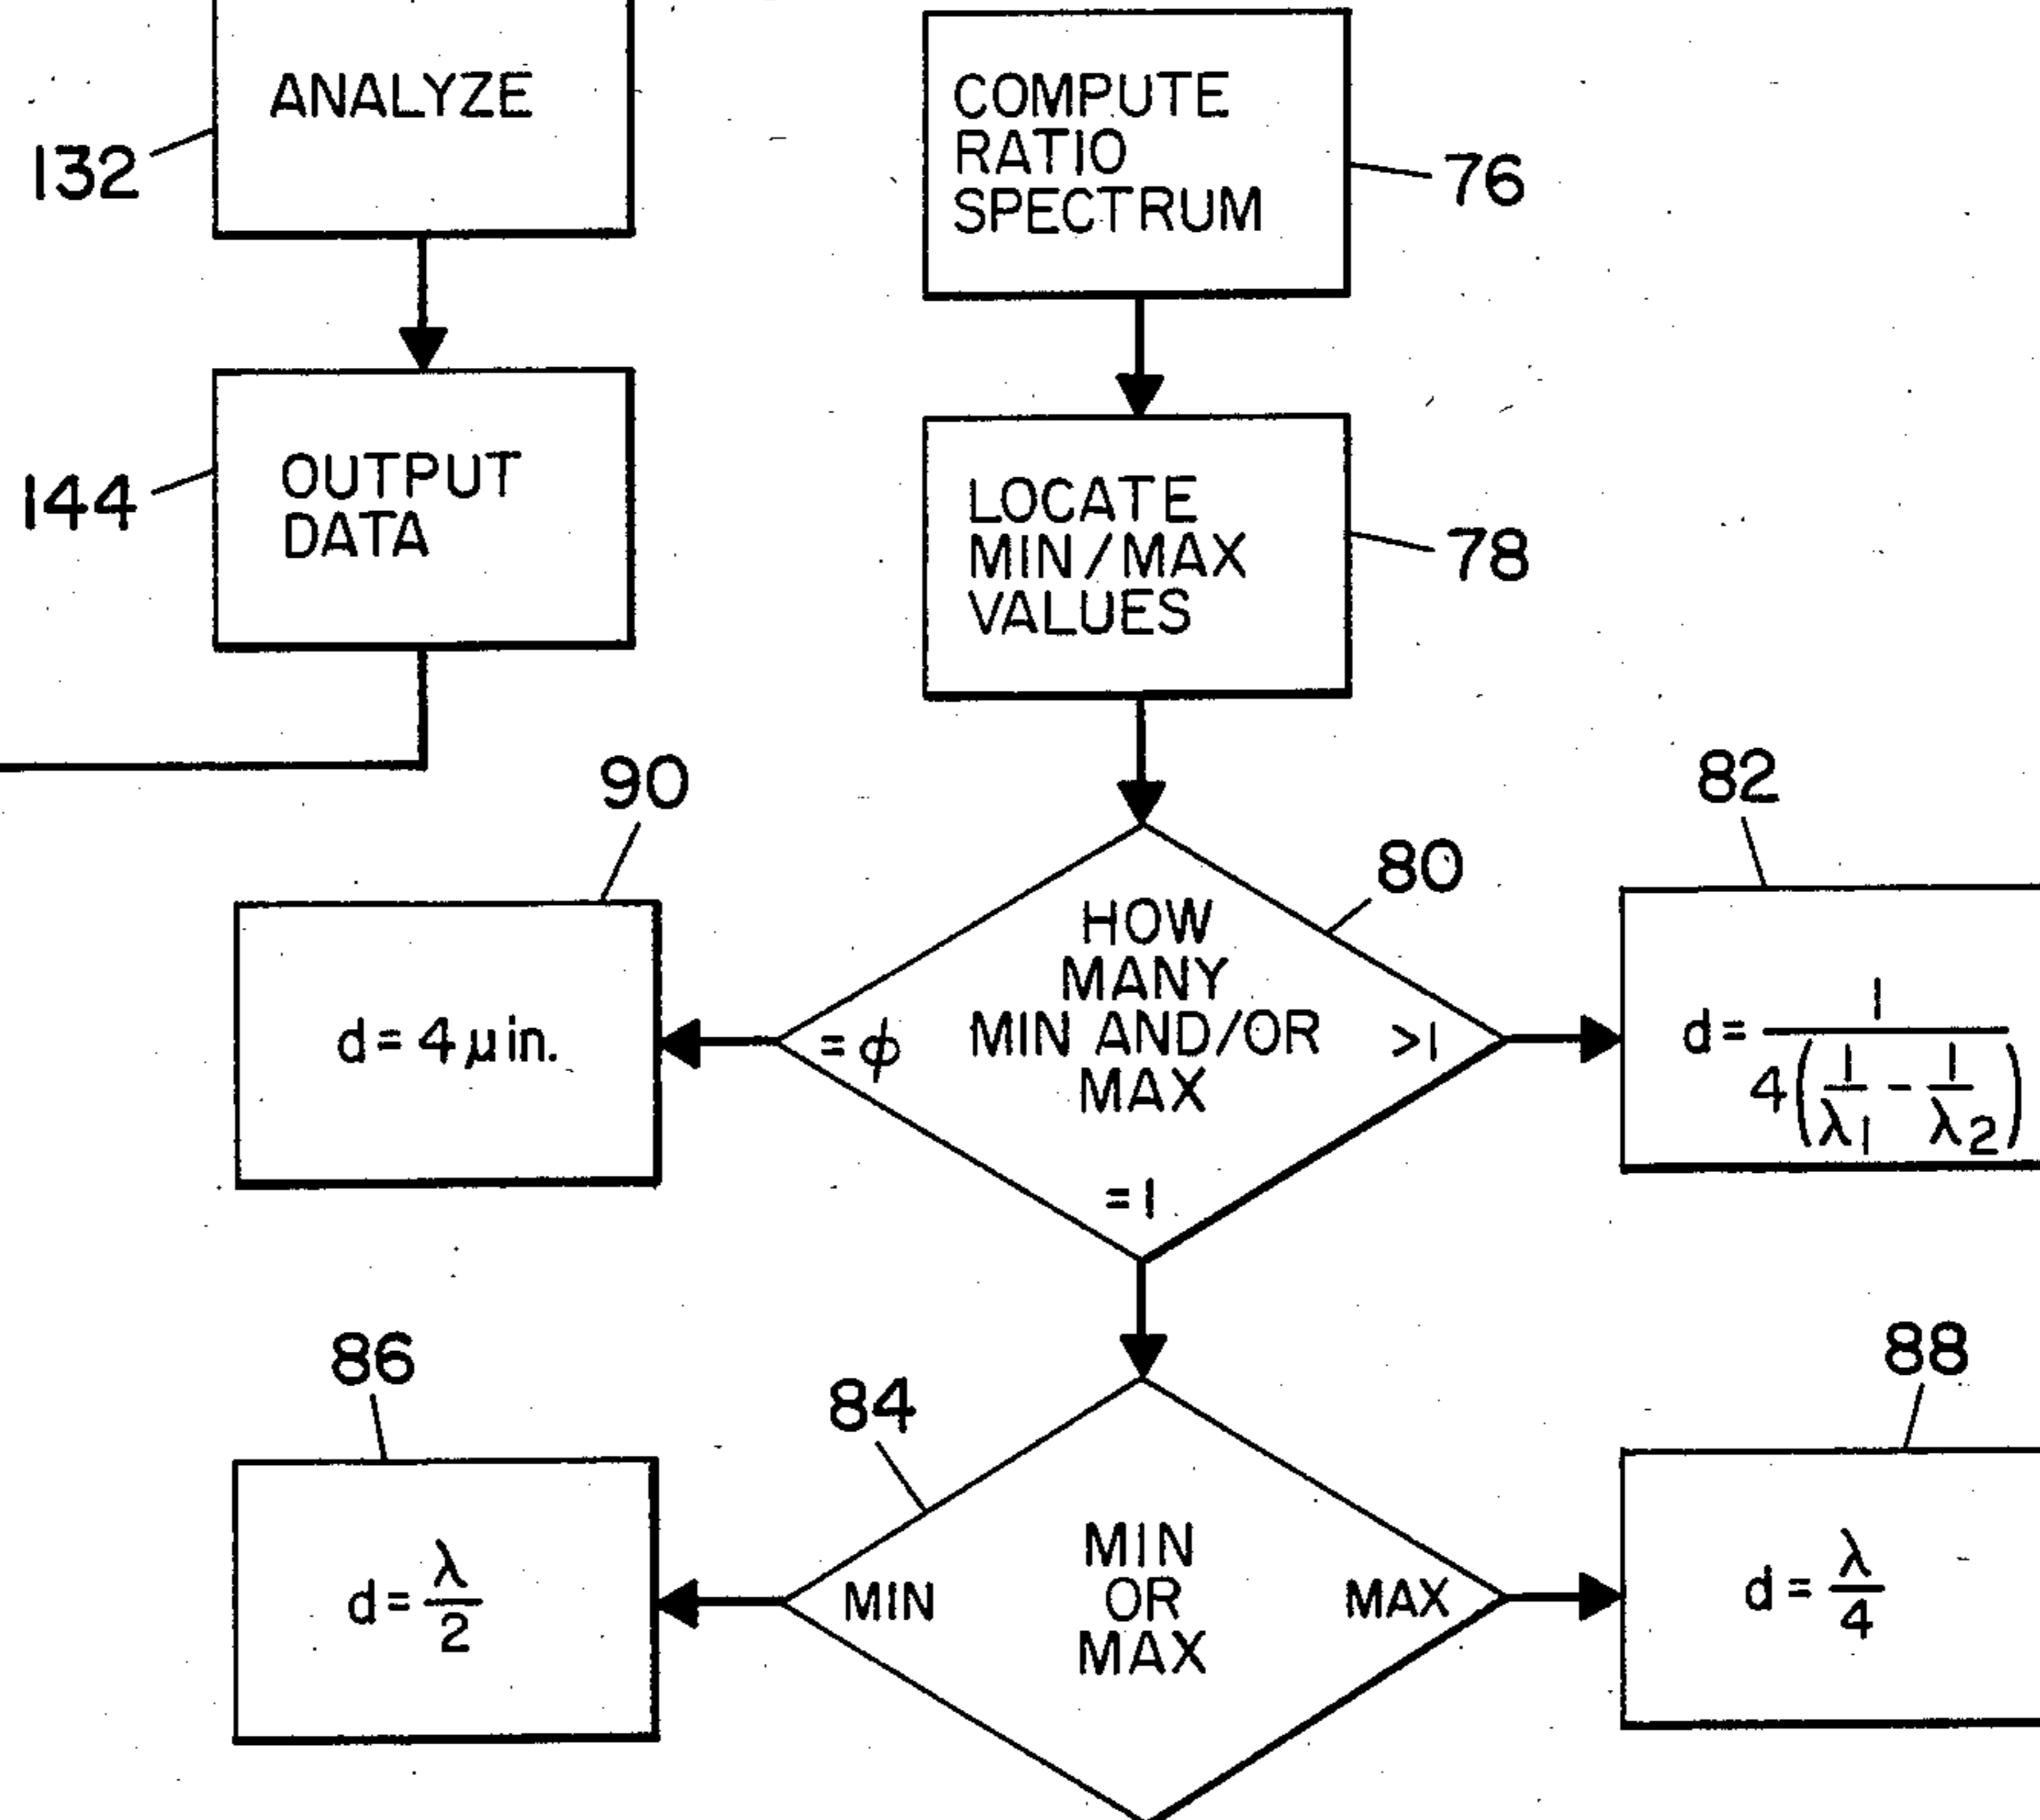 ANALYZE
132
OUTPUT
DATA
144
COMPUTE
RATIO
SPECTRUM
76
LOCATE
MIN/MAX
VALUES
78
HOW
MANY
MIN AND/OR
MAX
= ϕ
>1
=1
80
90
d = 4 μin.
82
d = 1 / 4(1/λ1 - 1/λ2)
84
MIN
OR
MAX
MIN
MAX
86
d = λ/2
88
d = λ/4